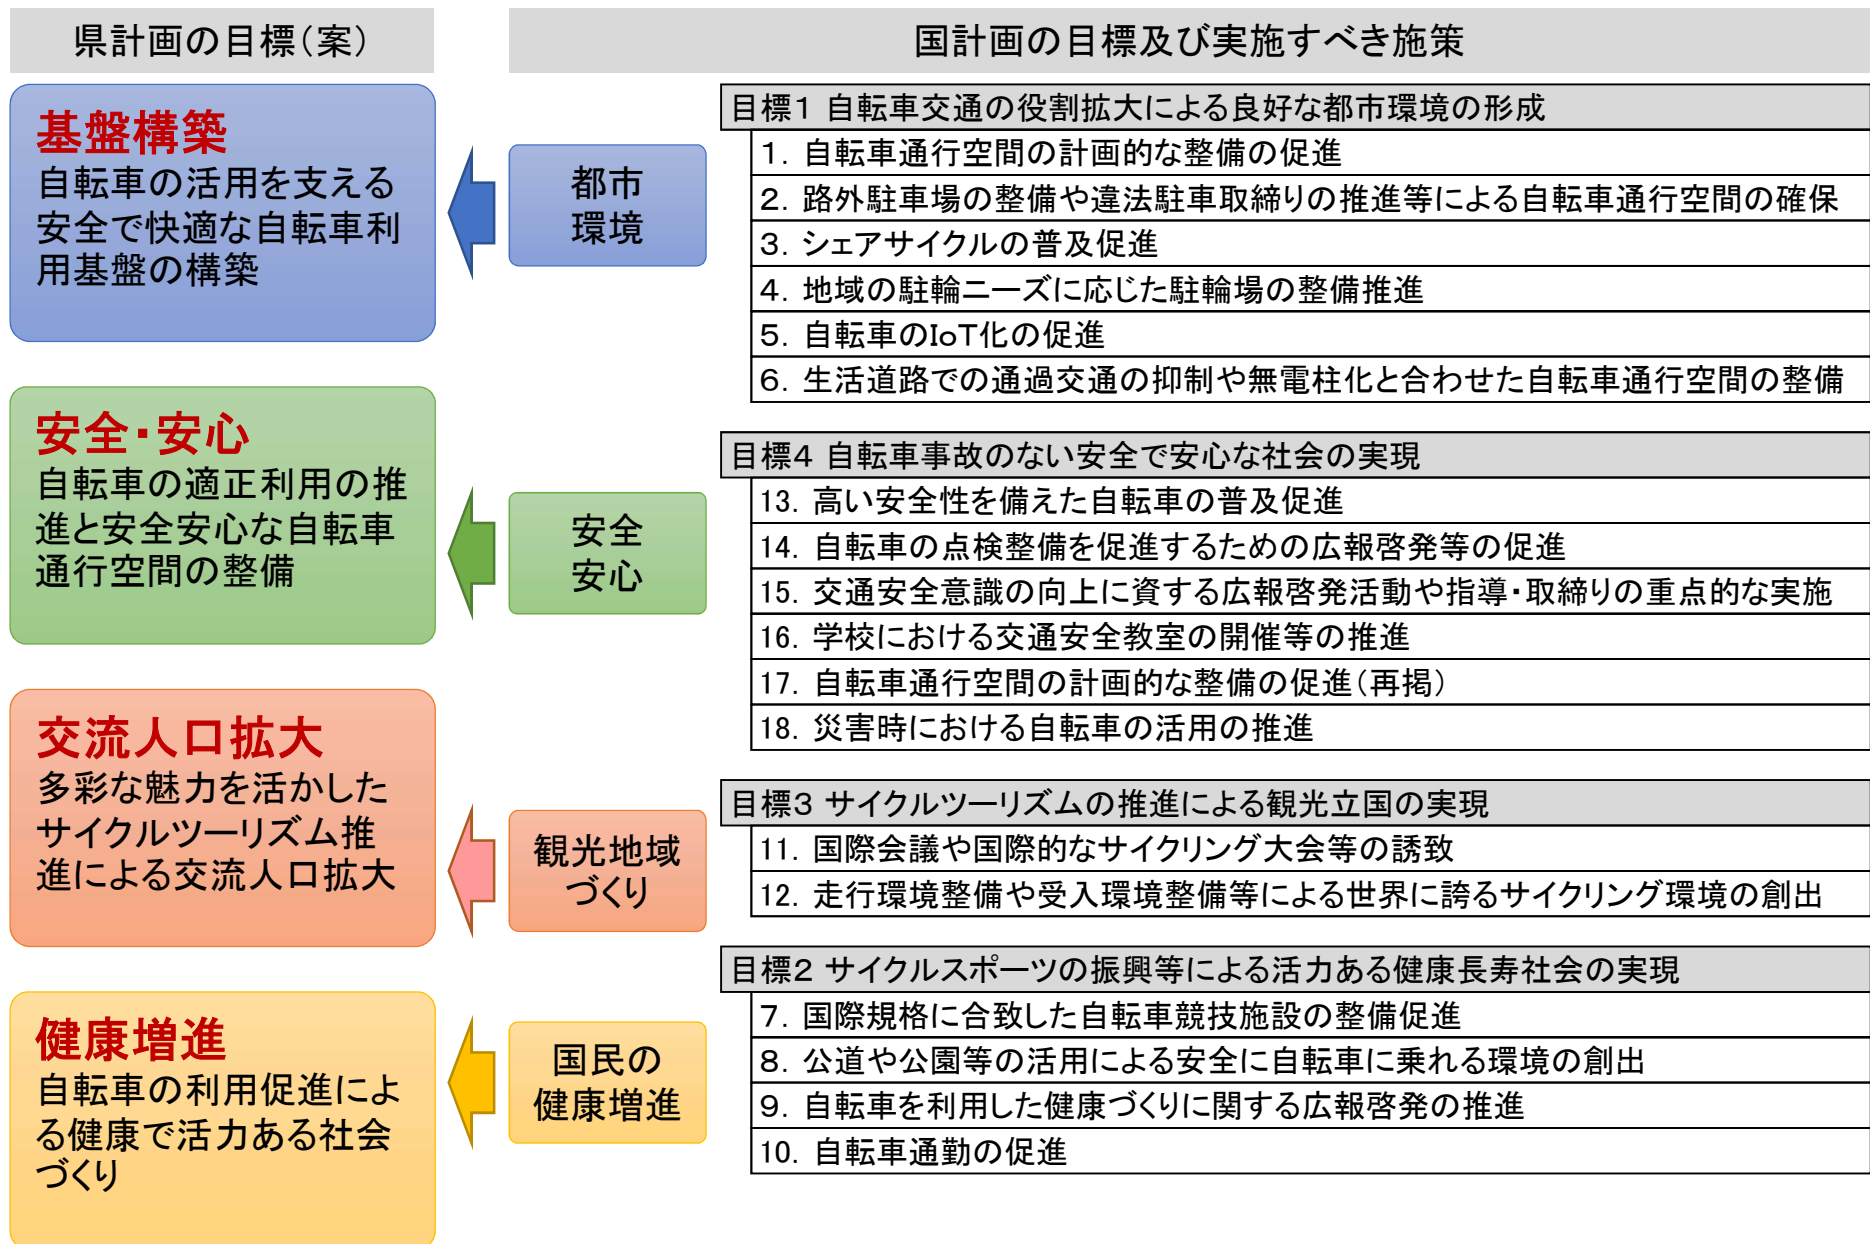 県計画の目標(案)
国計画の目標及び実施すべき施策
基盤構築
自転車の活用を支える
安全で快適な自転車利
用基盤の構築
都市
環境
目標1 自転車交通の役割拡大による良好な都市環境の形成
1. 自転車通行空間の計画的な整備の促進
2. 路外駐車場の整備や違法駐車取締りの推進等による自転車通行空間の確保
3. シェアサイクルの普及促進
4. 地域の駐輪ニーズに応じた駐輪場の整備推進
5. 自転車のIoT化の促進
6. 生活道路での通過交通の抑制や無電柱化と合わせた自転車通行空間の整備
安全・安心
自転車の適正利用の推
進と安全安心な自転車
通行空間の整備
安全
安心
目標4 自転車事故のない安全で安心な社会の実現
13. 高い安全性を備えた自転車の普及促進
14. 自転車の点検整備を促進するための広報啓発等の促進
15. 交通安全意識の向上に資する広報啓発活動や指導・取締りの重点的な実施
16. 学校における交通安全教室の開催等の推進
17. 自転車通行空間の計画的な整備の促進(再掲)
18. 災害時における自転車の活用の推進
交流人口拡大
多彩な魅力を活かした
サイクルツーリズム推
進による交流人口拡大
観光地域
づくり
目標3 サイクルツーリズムの推進による観光立国の実現
11. 国際会議や国際的なサイクリング大会等の誘致
12. 走行環境整備や受入環境整備等による世界に誇るサイクリング環境の創出
健康増進
自転車の利用促進によ
る健康で活力ある社会
づくり
国民の
健康増進
目標2 サイクルスポーツの振興等による活力ある健康長寿社会の実現
7. 国際規格に合致した自転車競技施設の整備促進
8. 公道や公園等の活用による安全に自転車に乗れる環境の創出
9. 自転車を利用した健康づくりに関する広報啓発の推進
10. 自転車通勤の促進